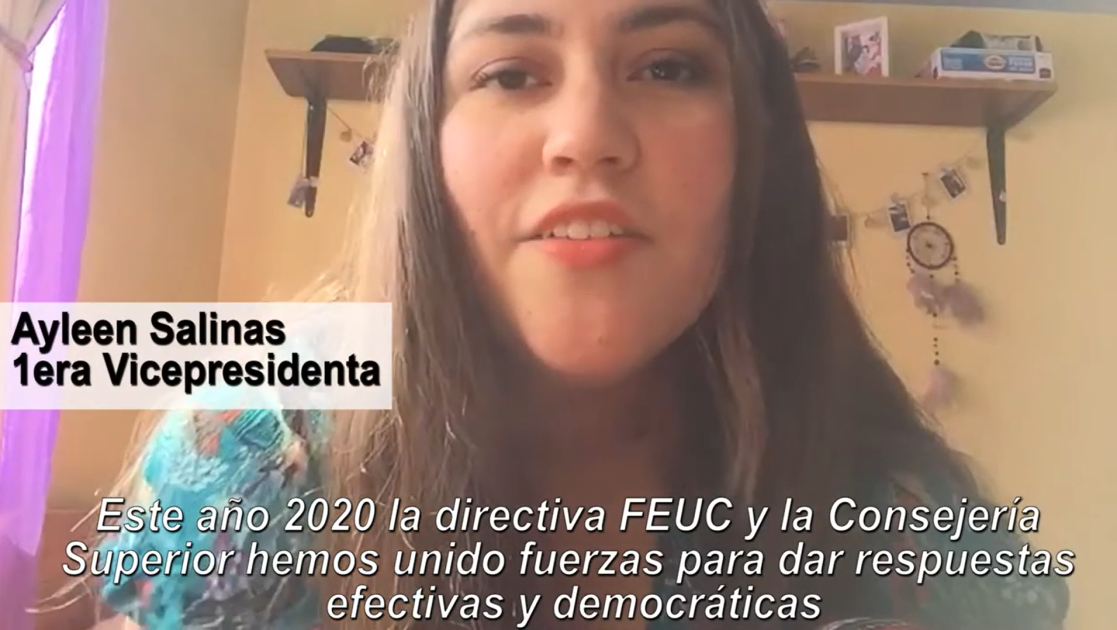 Ayleen Salinas
1era Vicepresidenta
Este año 2020 la directiva FEUC y la Consejería
Superior hemos unido fuerzas para dar respuestas
efectivas y democráticas